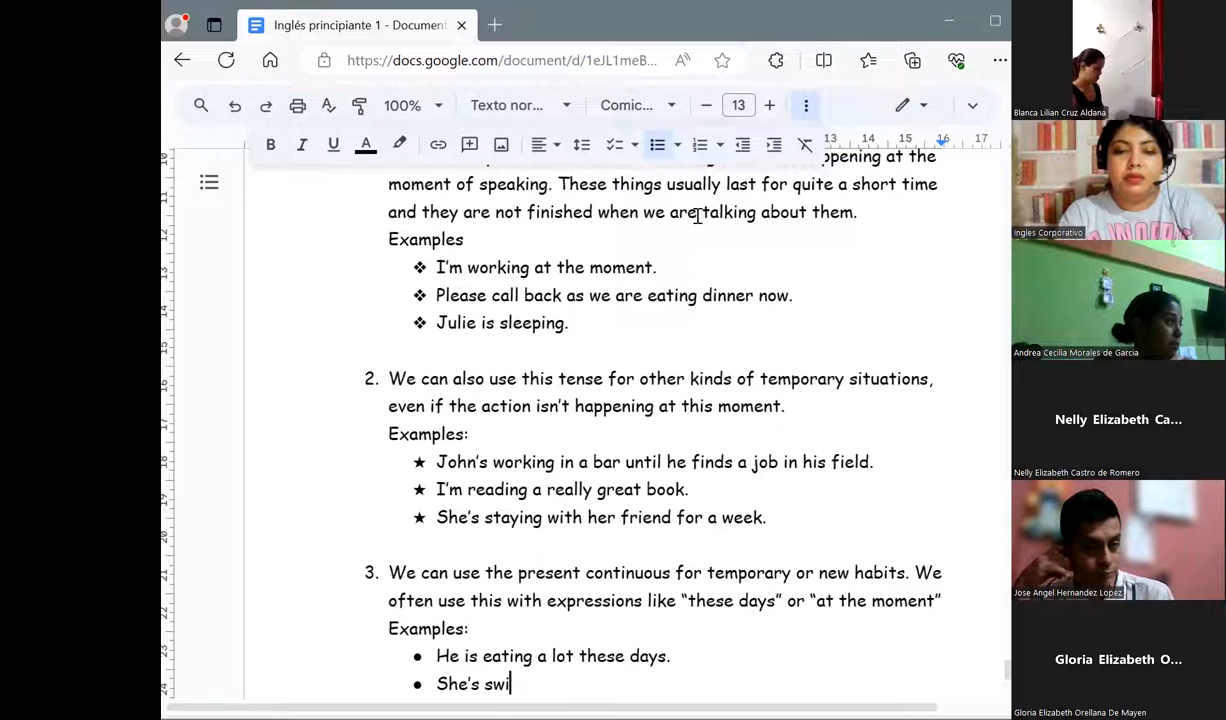 Inglés principiante 1 - Document
https://docs.google.com/document/d/1eJL1meB...
100%
Texto nor...
Comic...
13
13 14 15 16 17
appening at the
moment of speaking. These things usually last for quite a short time
and they are not finished when we are talking about them.
Examples
❖ I'm working at the moment.
❖ Please call back as we are eating dinner now.
❖ Julie is sleeping.
2. We can also use this tense for other kinds of temporary situations,
even if the action isn't happening at this moment.
Examples:
★ John's working in a bar until he finds a job in his field.
★ I'm reading a really great book.
★ She's staying with her friend for a week.
3. We can use the present continuous for temporary or new habits. We
often use this with expressions like “these days” or “at the moment”
Examples:
● He is eating a lot these days.
● She's swi
Blanca Lilian Cruz Aldana
Ingles Corporativo
Andrea Cecilia Morales de Garcia
Nelly Elizabeth Ca...
Nelly Elizabeth Castro de Romero
Jose Angel Hernandez Lopez
Gloria Elizabeth O...
Gloria Elizabeth Orellana De Mayen